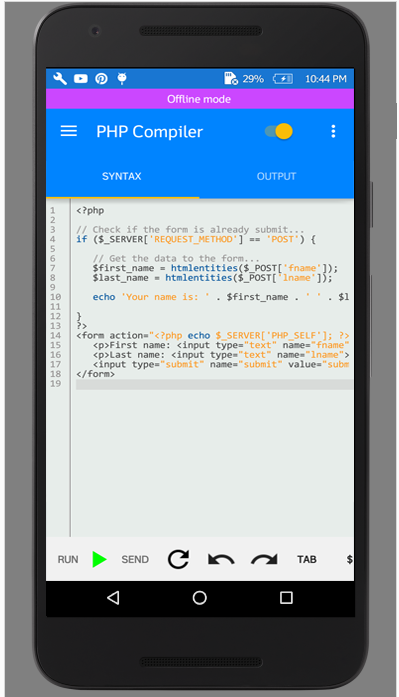 29% 10:44 PM
Offline mode
PHP Compiler
SYNTAX OUTPUT
1 <?php
2
3 // Check if the form is already submit...
4 if ($_SERVER['REQUEST_METHOD'] == 'POST') {
5
6 // Get the data to the form...
7 $first_name = htmlentities($_POST['fname']);
8 $last_name = htmlentities($_POST['lname']);
9
10 echo 'Your name is: ' . $first_name . ' ' . $l
11
12 }
13 ?>
14 <form action="<?php echo $_SERVER['PHP_SELF']; ?>
15 <p>First name: <input type="text" name="fname"
16 <p>Last name: <input type="text" name="lname">
17 <input type="submit" name="submit" value="subm
18 </form>
19
RUN SEND TAB $